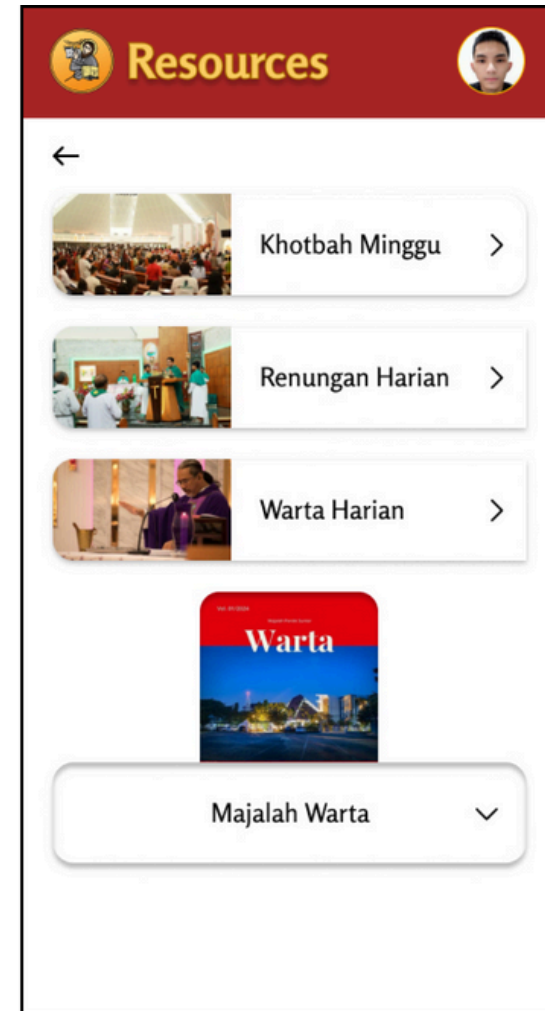 Resources
Khotbah Minggu
Renungan Harian
Warta Harian
Warta
Majalah Warta